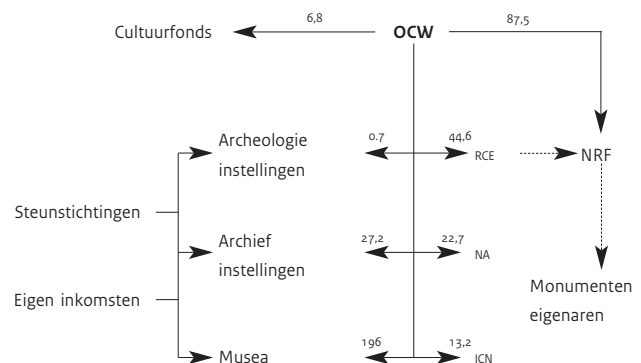 6,8
87,5
Cultuurfonds
OCW
Archeologie
instellingen
0.7
44,6
RCE
NRF
Steunstichtingen
Archief
instellingen
27,2
22,7
NA
Monumenten
eigenaren
Eigen inkomsten
Musea
196
13,2
ICN